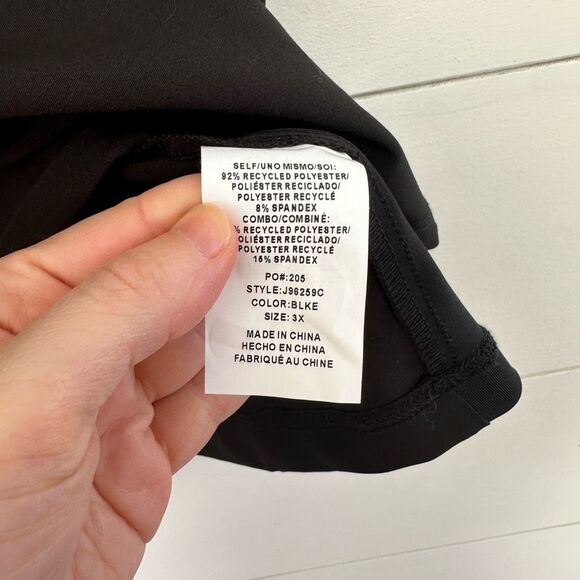 SELF/UNO MISMO/SOI:
92% RECYCLED POLYESTER/
POLIÉSTER RECICLADO/
POLYESTER RECYCLÉ
8% SPANDEX
COMBO/COMBINÉ:
% RECYCLED POLYESTER/
POLIÉSTER RECICLADO/
POLYESTER RECYCLÉ
16% SPANDEX
PO#:205
STYLE:J96259C
COLOR:BLKE
SIZE: 3X
MADE IN CHINA
HECHO EN CHINA
FABRIQUÉ AU CHINE